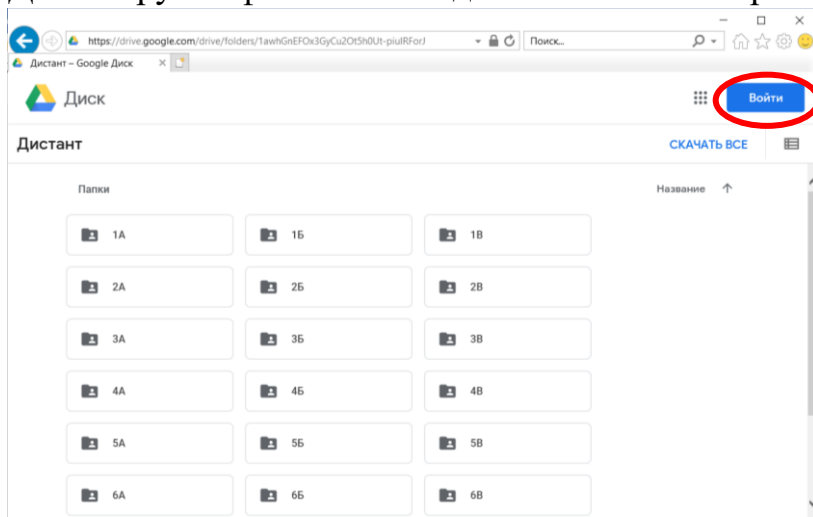 https://drive.google.com/drive/folders/1awhGnEFOx3GyCu2Ot5h0Ut-piuIRForJ
Поиск...
Дистант – Google Диск
Диск
Войти
Дистант
СКАЧАТЬ ВСЕ
Папки
Название
1А
1Б
1В
2А
2Б
2В
3А
3Б
3В
4А
4Б
4В
5А
5Б
5В
6А
6Б
6В